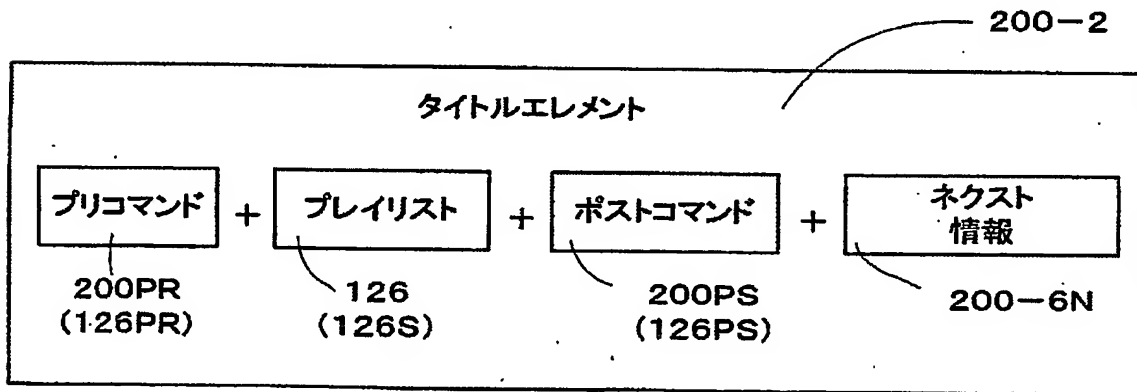 200-2
タイトルエレメント
プリコマンド + プレイリスト + ポストコマンド + ネクスト
情報
200PR 126 200PS 200-6N
(126PR) (126S) (126PS)